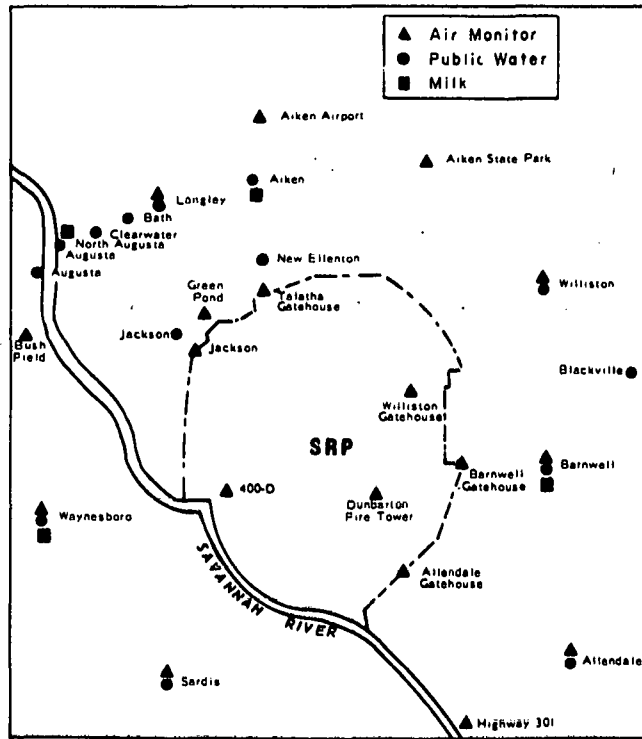 Air Monitor
Public Water
Milk
Aiken Airport
Aiken State Park
Aiken
Langley
Bath
Clearwater
North Augusta
Augusta
Augusta
New Ellenton
Green
Pond
Talatha
Gatehouse
Williston
Jackson
Jackson
Bush
Field
Blackville
Williston
Gatehouse
SRP
Barnwell
Gatehouse
Barnwell
400-D
Dunbarton
Fire Tower
Waynesboro
Allendale
Gatehouse
SAVANNAH
RIVER
Sardis
Allendale
Highway 301